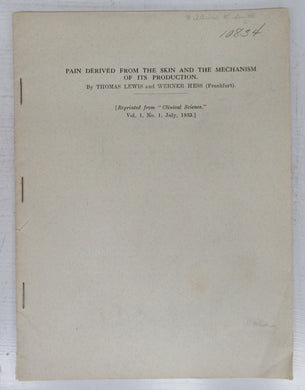 10834
PAIN DERIVED FROM THE SKIN AND THE MECHANISM
OF ITS PRODUCTION.
By THOMAS LEWIS and WERNER HESS (Frankfurt).
[Reprinted from "Clinical Science,"
Vol. 1, No. 1, July, 1933.]